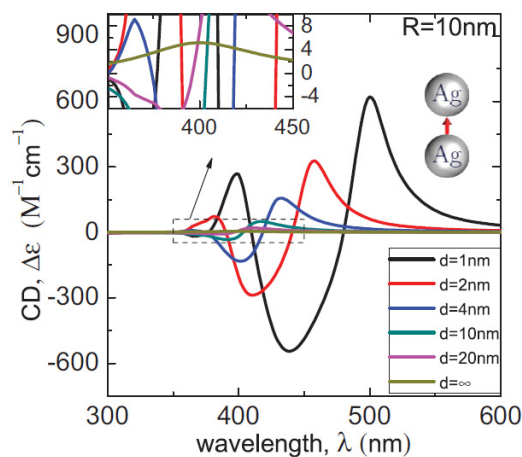 900
600
300
0
-300
-600
CD, Δε (M⁻¹cm⁻¹)
8
4
0
-4
400
450
R=10nm
Ag
Ag
d=1nm
d=2nm
d=4nm
d=10nm
d=20nm
d=∞
300
400
500
600
wavelength, λ (nm)